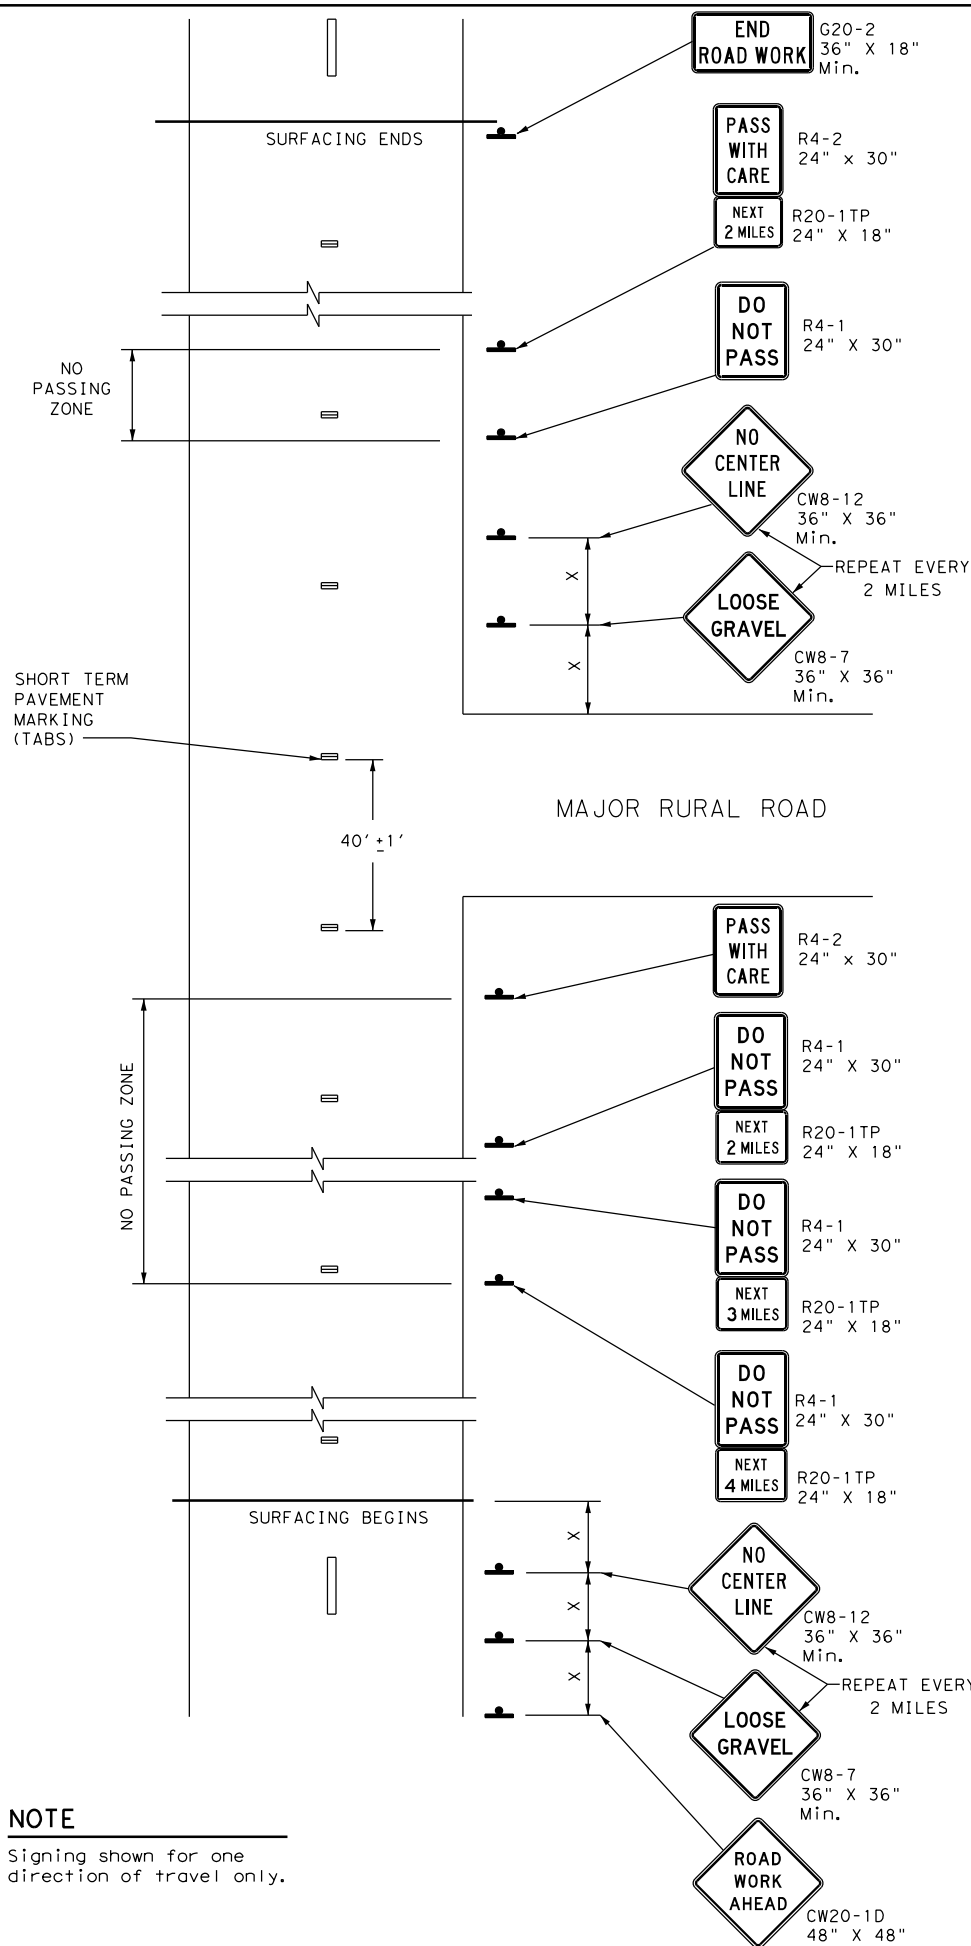 END
ROAD WORK
G20-2
36" X 18"
Min.
SURFACING ENDS
PASS
WITH
CARE
R4-2
24" x 30"
NEXT
2 MILES
R20-1TP
24" X 18"
DO
NOT
PASS
R4-1
24" X 30"
NO
PASSING
ZONE
NO
CENTER
LINE
CW8-12
36" X 36"
Min.
X
REPEAT EVERY
2 MILES
LOOSE
GRAVEL
CW8-7
36" X 36"
Min.
X
SHORT TERM
PAVEMENT
MARKING
(TABS)
40' ±1'
MAJOR RURAL ROAD
PASS
WITH
CARE
R4-2
24" x 30"
NO PASSING ZONE
DO
NOT
PASS
R4-1
24" X 30"
NEXT
2 MILES
R20-1TP
24" X 18"
DO
NOT
PASS
R4-1
24" X 30"
NEXT
3 MILES
R20-1TP
24" X 18"
DO
NOT
PASS
R4-1
24" X 30"
NEXT
4 MILES
R20-1TP
24" X 18"
SURFACING BEGINS
X
NO
CENTER
LINE
CW8-12
36" X 36"
Min.
X
REPEAT EVERY
2 MILES
X
LOOSE
GRAVEL
CW8-7
36" X 36"
Min.
ROAD
WORK
AHEAD
CW20-1D
48" X 48"
NOTE
Signing shown for one
direction of travel only.